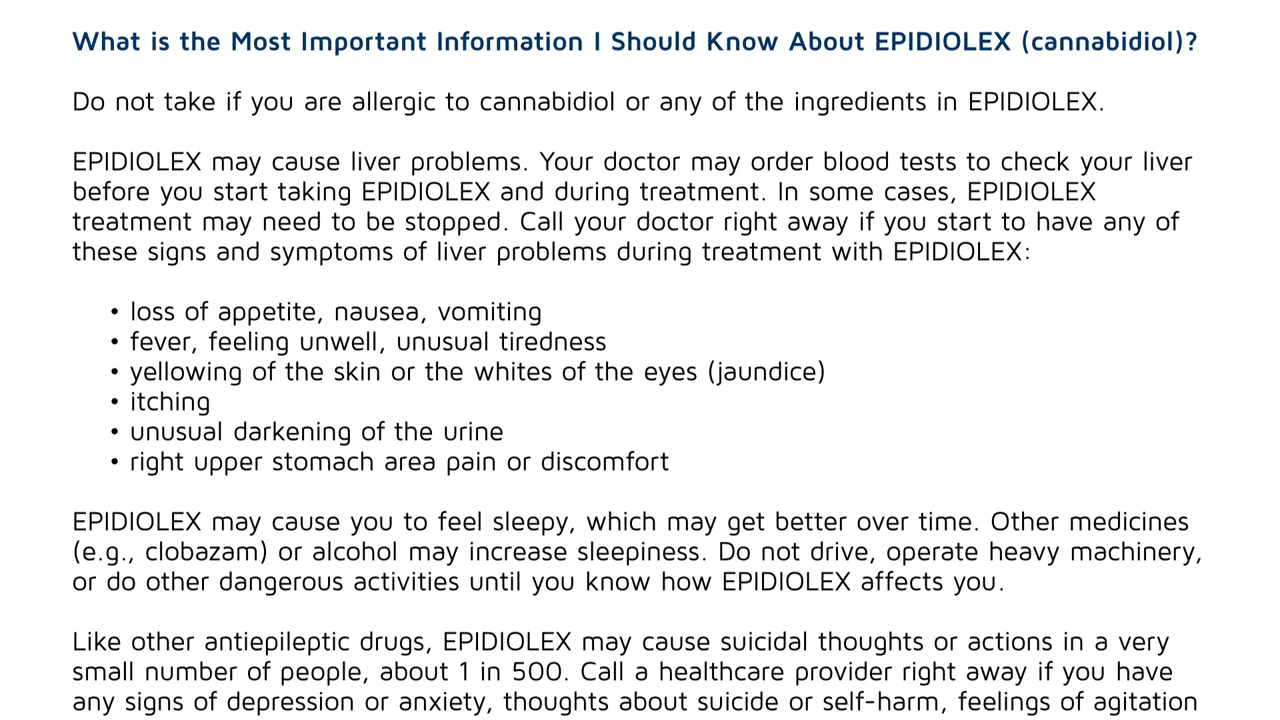 What is the Most Important Information I Should Know About EPIDIOLEX (cannabidiol)?
Do not take if you are allergic to cannabidiol or any of the ingredients in EPIDIOLEX.
EPIDIOLEX may cause liver problems. Your doctor may order blood tests to check your liver
before you start taking EPIDIOLEX and during treatment. In some cases, EPIDIOLEX
treatment may need to be stopped. Call your doctor right away if you start to have any of
these signs and symptoms of liver problems during treatment with EPIDIOLEX:
• loss of appetite, nausea, vomiting
• fever, feeling unwell, unusual tiredness
• yellowing of the skin or the whites of the eyes (jaundice)
• itching
• unusual darkening of the urine
• right upper stomach area pain or discomfort
EPIDIOLEX may cause you to feel sleepy, which may get better over time. Other medicines
(e.g., clobazam) or alcohol may increase sleepiness. Do not drive, operate heavy machinery,
or do other dangerous activities until you know how EPIDIOLEX affects you.
Like other antiepileptic drugs, EPIDIOLEX may cause suicidal thoughts or actions in a very
small number of people, about 1 in 500. Call a healthcare provider right away if you have
any signs of depression or anxiety, thoughts about suicide or self-harm, feelings of agitation